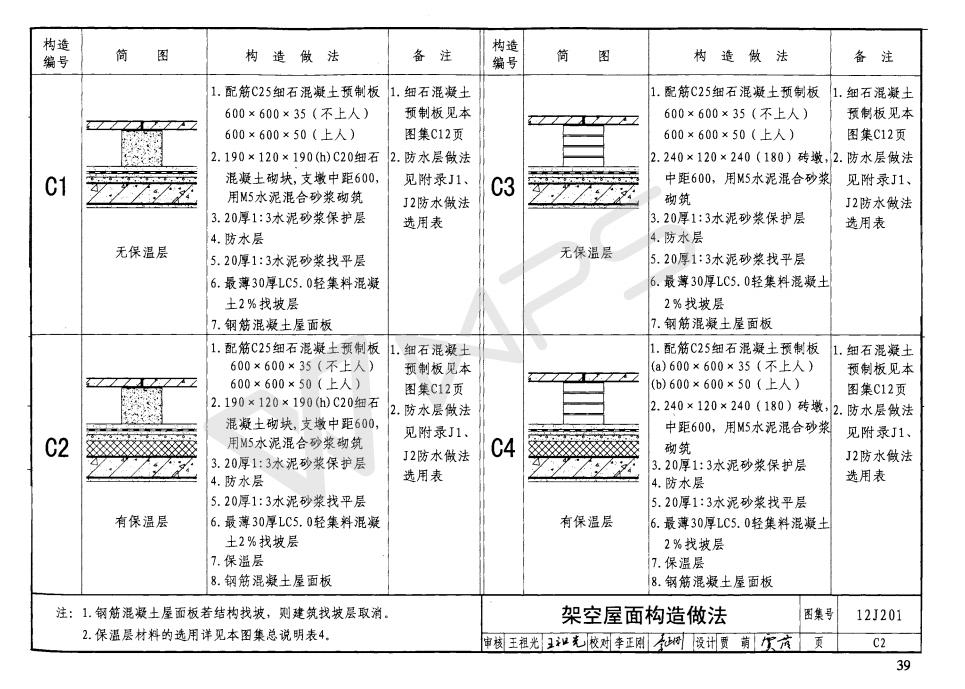 构造编号 简 图 构 造 做 法 备 注
C1
无保温层
1. 配筋C25细石混凝土预制板
600×600×35(不上人)
600×600×50(上人)
2. 190×120×190(h)C20细石
混凝土砌块,支墩中距600,
用M5水泥混合砂浆砌筑
3. 20厚1:3水泥砂浆保护层
4. 防水层
5. 20厚1:3水泥砂浆找平层
6. 最薄30厚LC5.0轻集料混凝
土2%找坡层
7. 钢筋混凝土屋面板
1. 细石混凝土
预制板见本
图集C12页
2. 防水层做法
见附录J1、
J2防水做法
选用表
C2
有保温层
1. 配筋C25细石混凝土预制板
600×600×35(不上人)
600×600×50(上人)
2. 190×120×190(h)C20细石
混凝土砌块,支墩中距600,
用M5水泥混合砂浆砌筑
3. 20厚1:3水泥砂浆保护层
4. 防水层
5. 20厚1:3水泥砂浆找平层
6. 最薄30厚LC5.0轻集料混凝
土2%找坡层
7. 保温层
8. 钢筋混凝土屋面板
1. 细石混凝土
预制板见本
图集C12页
2. 防水层做法
见附录J1、
J2防水做法
选用表
构造编号 简 图 构 造 做 法 备 注
C3
无保温层
1. 配筋C25细石混凝土预制板
600×600×35(不上人)
600×600×50(上人)
2. 240×120×240(180)砖墩,
中距600, 用M5水泥混合砂浆
砌筑
3. 20厚1:3水泥砂浆保护层
4. 防水层
5. 20厚1:3水泥砂浆找平层
6. 最薄30厚LC5.0轻集料混凝土
2%找坡层
7. 钢筋混凝土屋面板
1. 细石混凝土
预制板见本
图集C12页
2. 防水层做法
见附录J1、
J2防水做法
选用表
C4
有保温层
1. 配筋C25细石混凝土预制板
(a)600×600×35(不上人)
(b)600×600×50(上人)
2. 240×120×240(180)砖墩,
中距600, 用M5水泥混合砂浆
砌筑
3. 20厚1:3水泥砂浆保护层
4. 防水层
5. 20厚1:3水泥砂浆找平层
6. 最薄30厚LC5.0轻集料混凝土
2%找坡层
7. 保温层
8. 钢筋混凝土屋面板
1. 细石混凝土
预制板见本
图集C12页
2. 防水层做法
见附录J1、
J2防水做法
选用表
注: 1. 钢筋混凝土屋面板若结构找坡, 则建筑找坡层取消。
2. 保温层材料的选用详见本图集总说明表4。
架空屋面构造做法 图集号 12J201
审核 王祖光 王祖光 校对 李正刚 设计 贾 萌 页 C2
39
WPS